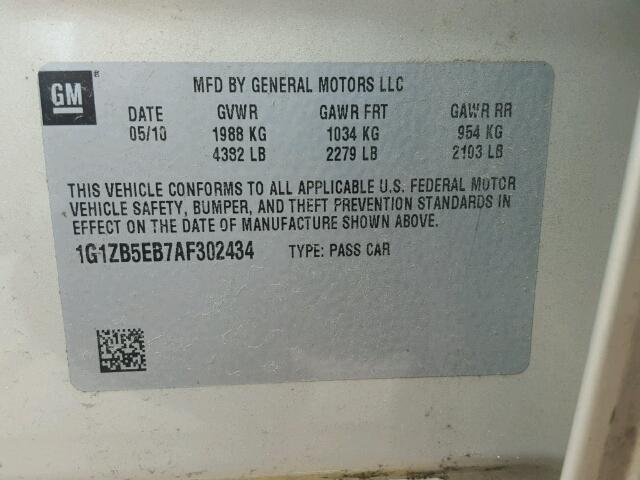 GM®
MFD BY GENERAL MOTORS LLC
DATE GVWR GAWR FRT GAWR RR
05/10 1988 KG 1034 KG 954 KG
4382 LB 2279 LB 2103 LB
THIS VEHICLE CONFORMS TO ALL APPLICABLE U.S. FEDERAL MOTOR
VEHICLE SAFETY, BUMPER, AND THEFT PREVENTION STANDARDS IN
EFFECT ON THE DATE OF MANUFACTURE SHOWN ABOVE.
1G1ZB5EB7AF302434 TYPE: PASS CAR